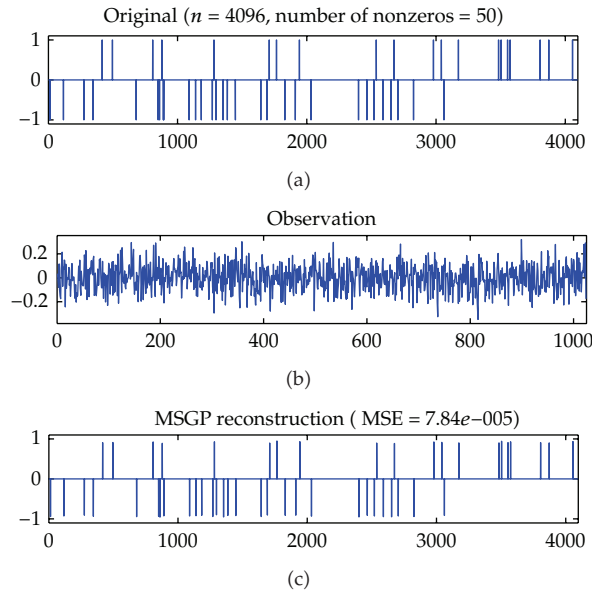 Original (n = 4096, number of nonzeros = 50)
1
0
−1
0 1000 2000 3000 4000
(a)
Observation
0.2
0
−0.2
0 200 400 600 800 1000
(b)
MSGP reconstruction ( MSE = 7.84e−005)
1
0
−1
0 1000 2000 3000 4000
(c)